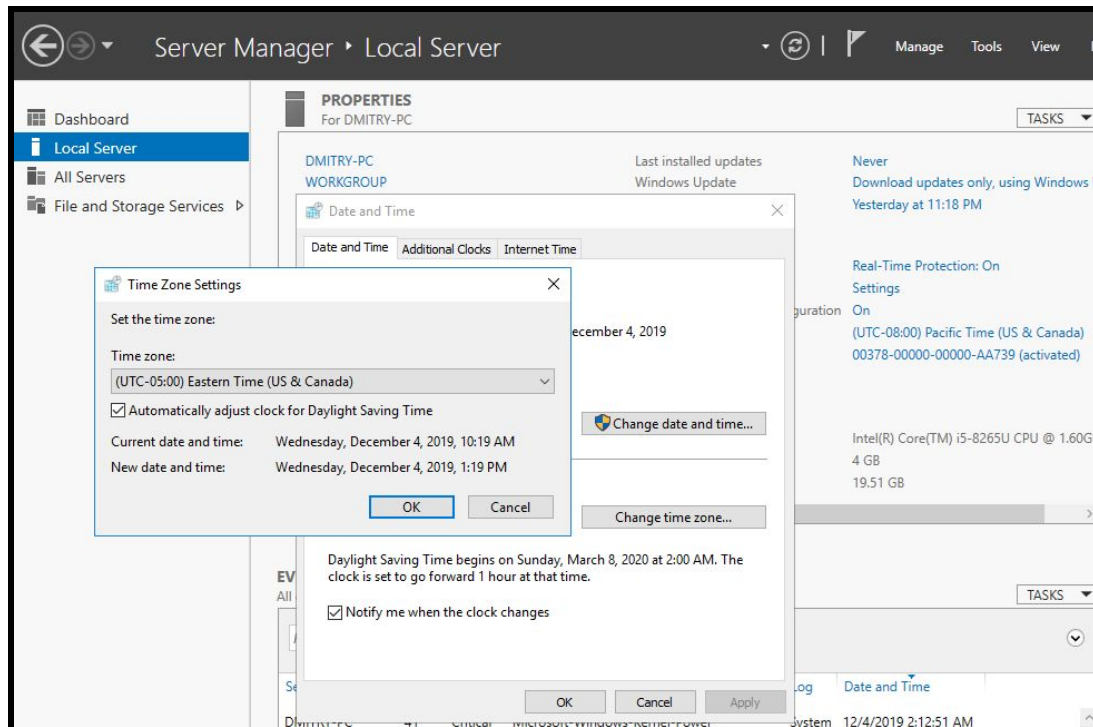 Server Manager ‣ Local Server
Manage Tools View
Dashboard
Local Server
All Servers
File and Storage Services
PROPERTIES
For DMITRY-PC
TASKS
DMITRY-PC
WORKGROUP
Last installed updates
Windows Update
Never
Download updates only, using Windows
Yesterday at 11:18 PM
Real-Time Protection: On
Settings
On
(UTC-08:00) Pacific Time (US & Canada)
00378-00000-00000-AA739 (activated)
Intel(R) Core(TM) i5-8265U CPU @ 1.60G
4 GB
19.51 GB
Date and Time
Date and Time Additional Clocks Internet Time
ecember 4, 2019
Change date and time...
Change time zone...
Daylight Saving Time begins on Sunday, March 8, 2020 at 2:00 AM. The
clock is set to go forward 1 hour at that time.
Notify me when the clock changes
OK Cancel Apply
Time Zone Settings
Set the time zone:
Time zone:
(UTC-05:00) Eastern Time (US & Canada)
Automatically adjust clock for Daylight Saving Time
Current date and time: Wednesday, December 4, 2019, 10:19 AM
New date and time: Wednesday, December 4, 2019, 1:19 PM
OK Cancel
EV
All
TASKS
Se
Log Date and Time
DMITRY-PC 41 Critical Microsoft-Windows-Kernel-Power System 12/4/2019 2:12:51 AM